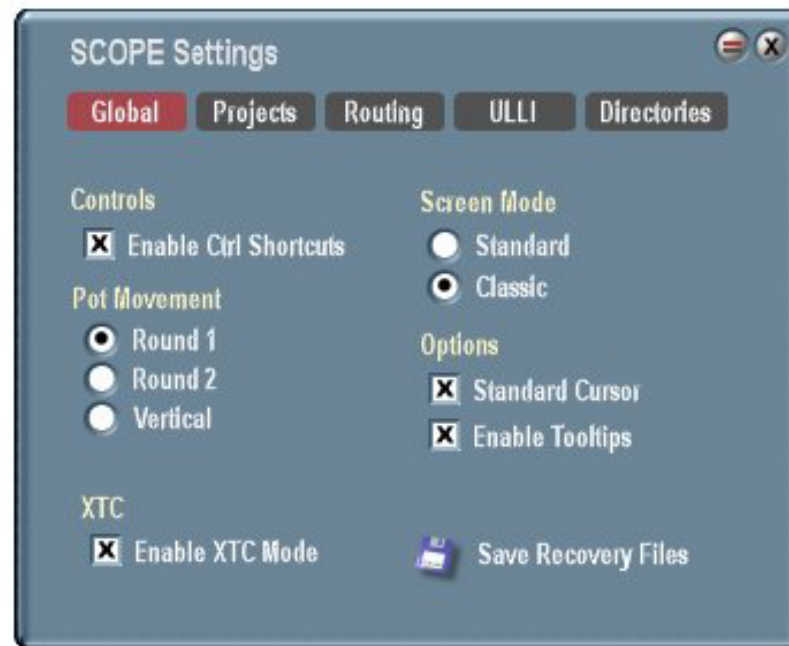 SCOPE Settings
Global Projects Routing ULLI Directories
Controls
Enable Ctrl Shortcuts
Pot Movement
Round 1
Round 2
Vertical
Screen Mode
Standard
Classic
Options
Standard Cursor
Enable Tooltips
XTC
Enable XTC Mode
Save Recovery Files